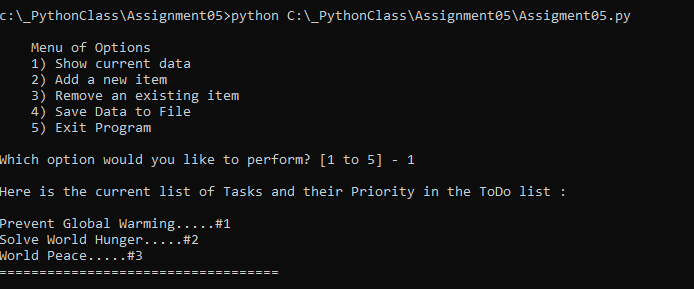 c:\_PythonClass\Assignment05>python C:\_PythonClass\Assignment05\Assigment05.py
Menu of Options
1) Show current data
2) Add a new item
3) Remove an existing item
4) Save Data to File
5) Exit Program
Which option would you like to perform? [1 to 5] - 1
Here is the current list of Tasks and their Priority in the ToDo list :
Prevent Global Warming.....#1
Solve World Hunger.....#2
World Peace.....#3
===================================